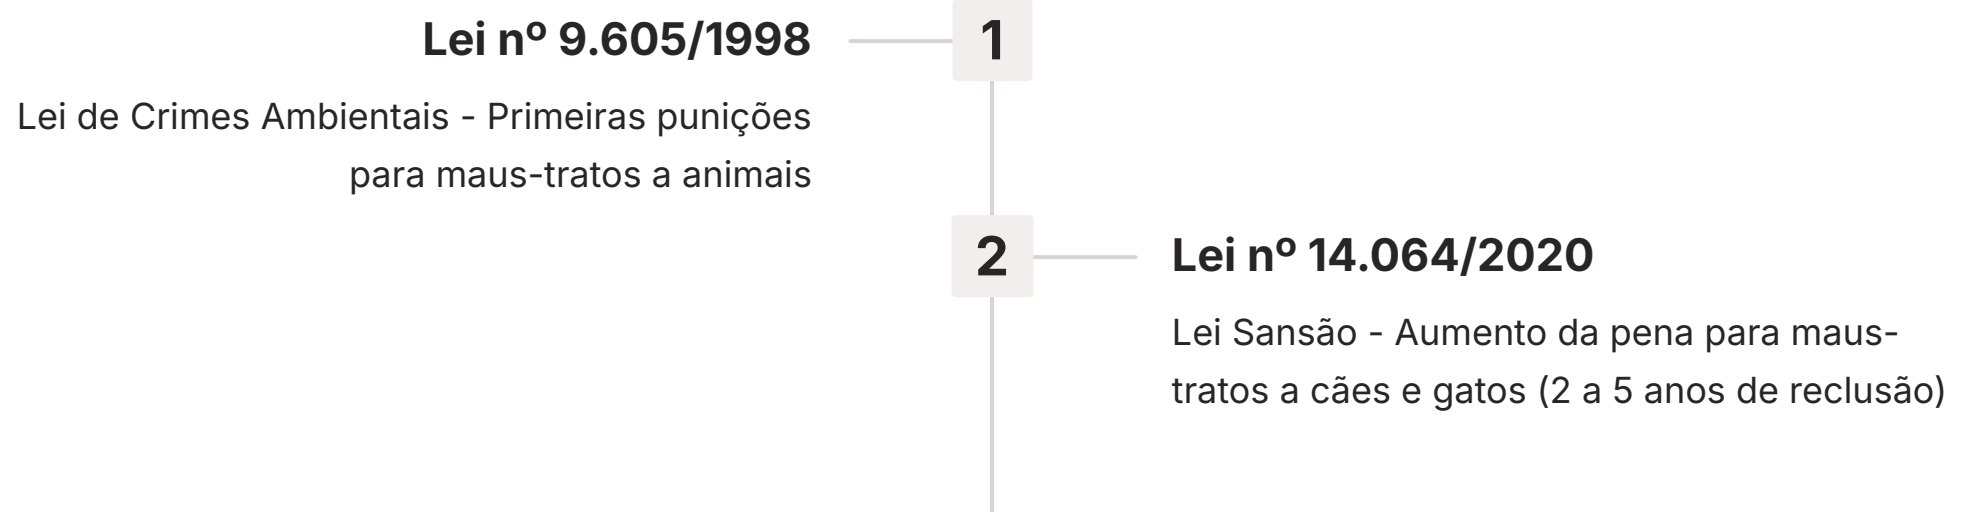 Lei nº 9.605/1998
1
Lei de Crimes Ambientais - Primeiras punições
para maus-tratos a animais
2
Lei nº 14.064/2020
Lei Sansão - Aumento da pena para maus-
tratos a cães e gatos (2 a 5 anos de reclusão)